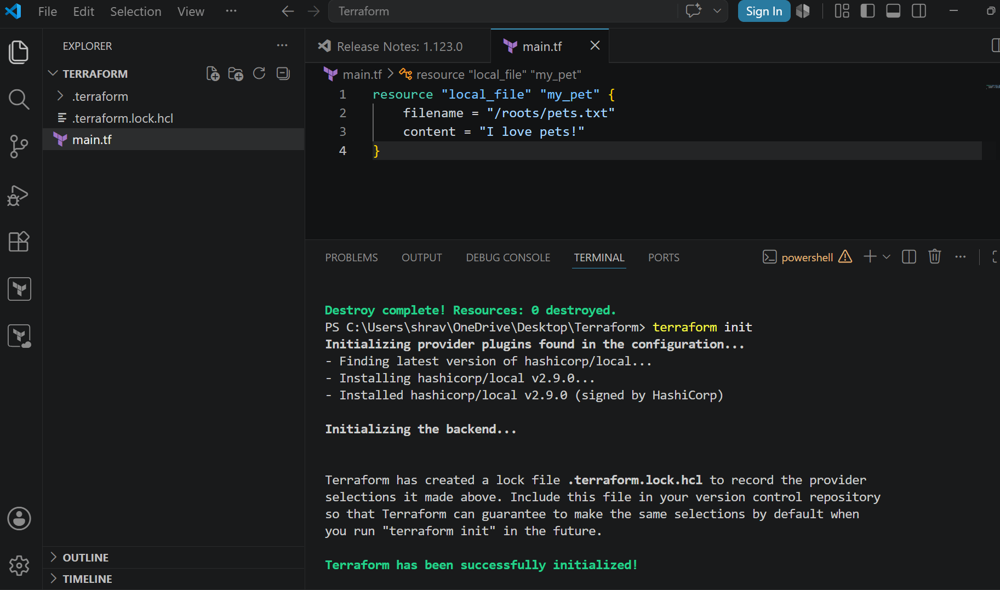 File Edit Selection View ··· Terraform Sign In
EXPLORER ···
TERRAFORM
.terraform
.terraform.lock.hcl
main.tf
OUTLINE
TIMELINE
Release Notes: 1.123.0 main.tf
main.tf > resource "local_file" "my_pet"
1 resource "local_file" "my_pet" {
2 filename = "/roots/pets.txt"
3 content = "I love pets!"
4 }
PROBLEMS OUTPUT DEBUG CONSOLE TERMINAL PORTS powershell ···
Destroy complete! Resources: 0 destroyed.
PS C:\Users\shrav\OneDrive\Desktop\Terraform> terraform init
Initializing provider plugins found in the configuration...
- Finding latest version of hashicorp/local...
- Installing hashicorp/local v2.9.0...
- Installed hashicorp/local v2.9.0 (signed by HashiCorp)
Initializing the backend...
Terraform has created a lock file .terraform.lock.hcl to record the provider
selections it made above. Include this file in your version control repository
so that Terraform can guarantee to make the same selections by default when
you run "terraform init" in the future.
Terraform has been successfully initialized!